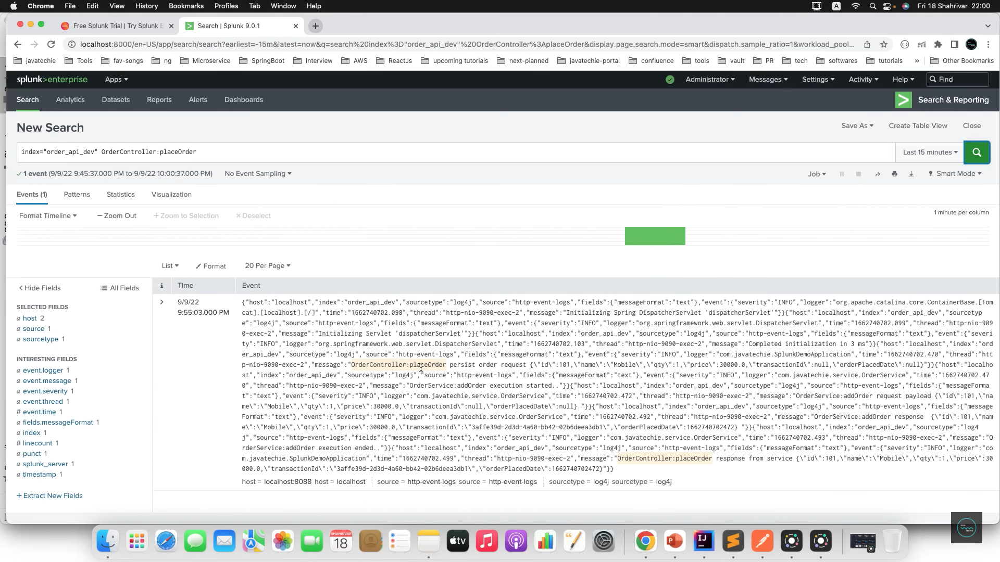 Chrome File Edit View History Bookmarks Profiles Tab Window Help A Fri 18 Shahrivar 22:00
Free Splunk Trial | Try Splunk E Search | Splunk 9.0.1
localhost:8000/en-US/app/search/search?earliest=-15m&latest=now&q=search%20index%3D"order_api_dev"%20OrderController%3AplaceOrder&display.page.search.mode=smart&dispatch.sample_ratio=1&workload_pool...
javatechie Tools fav-songs ng Microservice SpringBoot Interview AWS ReactJs upcoming tutorials next-planned javatechie-portal confluence tools vault PR tech softwares tutorials » Other Bookmarks
splunk>enterprise Apps Administrator Messages Settings Activity Help Find
Search Analytics Datasets Reports Alerts Dashboards Search & Reporting
New Search Save As Create Table View Close
index="order_api_dev" OrderController:placeOrder Last 15 minutes
1 event (9/9/22 9:45:37.000 PM to 9/9/22 10:00:37.000 PM) No Event Sampling Job Smart Mode
Events (1) Patterns Statistics Visualization
Format Timeline Zoom Out Zoom to Selection Deselect 1 minute per column
List Format 20 Per Page
Hide Fields All Fields i Time Event
SELECTED FIELDS
a host 2
a source 1
a sourcetype 1
INTERESTING FIELDS
a event.logger 1
a event.message 1
a event.severity 1
a event.thread 1
# event.time 1
a fields.messageFormat 1
a index 1
# linecount 1
a punct 1
a splunk_server 1
a timestamp 1
+ Extract New Fields
9/9/22
9:55:03.000 PM
{"host":"localhost","index":"order_api_dev","sourcetype":"log4j","source":"http-event-logs","fields":{"messageFormat":"text"},"event":{"severity":"INFO","logger":"org.apache.catalina.core.ContainerBase.[Tom
cat].[localhost].[/]","time":"1662740702.098","thread":"http-nio-9090-exec-2","message":"Initializing Spring DispatcherServlet 'dispatcherServlet'"}}{"host":"localhost","index":"order_api_dev","sourcetyp
e":"log4j","source":"http-event-logs","fields":{"messageFormat":"text"},"event":{"severity":"INFO","logger":"org.springframework.web.servlet.DispatcherServlet","time":"1662740702.099","thread":"http-nio-909
0-exec-2","message":"Initializing Servlet 'dispatcherServlet'"}}{"host":"localhost","index":"order_api_dev","sourcetype":"log4j","source":"http-event-logs","fields":{"messageFormat":"text"},"event":{"severi
ty":"INFO","logger":"org.springframework.web.servlet.DispatcherServlet","time":"1662740702.103","thread":"http-nio-9090-exec-2","message":"Completed initialization in 3 ms"}}{"host":"localhost","index":"ord
er_api_dev","sourcetype":"log4j","source":"http-event-logs","fields":{"messageFormat":"text"},"event":{"severity":"INFO","logger":"com.javatechie.SplunkDemoApplication","time":"1662740702.470","thread":"htt
p-nio-9090-exec-2","message":"OrderController:placeOrder persist order request {\"id\":101,\"name\":\"Mobile\",\"qty\":1,\"price\":30000.0,\"transactionId\":null,\"orderPlacedDate\":null}"}}{"host":"localho
st","index":"order_api_dev","sourcetype":"log4j","source":"http-event-logs","fields":{"messageFormat":"text"},"event":{"severity":"INFO","logger":"com.javatechie.service.OrderService","time":"1662740702.47
0","thread":"http-nio-9090-exec-2","message":"OrderService:addOrder execution started.."}}{"host":"localhost","index":"order_api_dev","sourcetype":"log4j","source":"http-event-logs","fields":{"messageForma
t":"text"},"event":{"severity":"INFO","logger":"com.javatechie.service.OrderService","time":"1662740702.472","thread":"http-nio-9090-exec-2","message":"OrderService:addOrder request payload {\"id\":101,\"na
me\":\"Mobile\",\"qty\":1,\"price\":30000.0,\"transactionId\":null,\"orderPlacedDate\":null} "}}{"host":"localhost","index":"order_api_dev","sourcetype":"log4j","source":"http-event-logs","fields":{"message
Format":"text"},"event":{"severity":"INFO","logger":"com.javatechie.service.OrderService","time":"1662740702.492","thread":"http-nio-9090-exec-2","message":"OrderService:addOrder response  {\"id\":101,\"nam
e\":\"Mobile\",\"qty\":1,\"price\":30000.0,\"transactionId\":\"3affe39d-2d3d-4a60-bb42-02b6deea3db1\",\"orderPlacedDate\":1662740702472} "}}{"host":"localhost","index":"order_api_dev","sourcetype":"log4
j","source":"http-event-logs","fields":{"messageFormat":"text"},"event":{"severity":"INFO","logger":"com.javatechie.service.OrderService","time":"1662740702.493","thread":"http-nio-9090-exec-2","message":"O
rderService:addOrder execution ended.."}}{"host":"localhost","index":"order_api_dev","sourcetype":"log4j","source":"http-event-logs","fields":{"messageFormat":"text"},"event":{"severity":"INFO","logger":"co
m.javatechie.SplunkDemoApplication","time":"1662740702.499","thread":"http-nio-9090-exec-2","message":"OrderController:placeOrder response from service {\"id\":101,\"name\":\"Mobile\",\"qty\":1,\"price\":30
000.0,\"transactionId\":\"3affe39d-2d3d-4a60-bb42-02b6deea3db1\",\"orderPlacedDate\":1662740702472}"}}
host = localhost:8088 host = localhost source = http-event-logs source = http-event-logs sourcetype = log4j sourcetype = log4j
SHAHRIVAR
18
tv
IJ